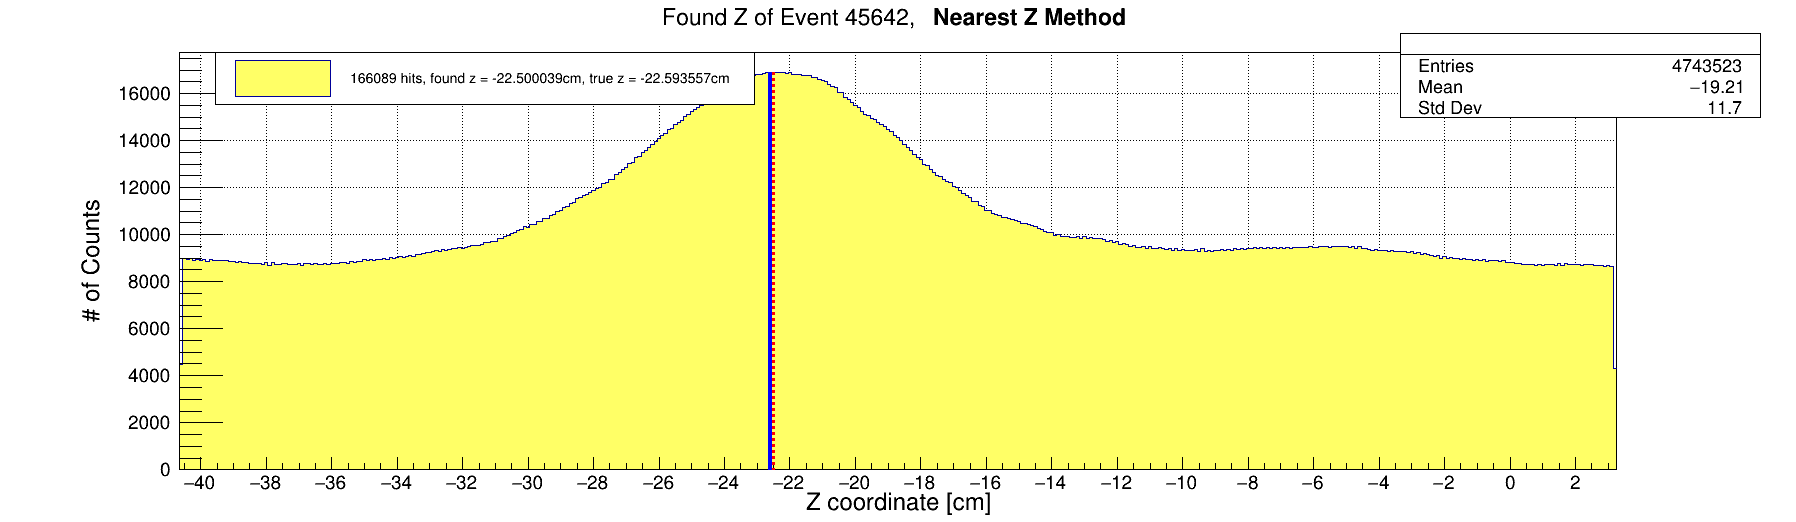 Found Z of Event 45642, Nearest Z Method
166089 hits, found z = -22.500039cm, true z = -22.593557cm
Entries 4743523
Mean −19.21
Std Dev 11.7
# of Counts
16000
14000
12000
10000
8000
6000
4000
2000
0
−40 −38 −36 −34 −32 −30 −28 −26 −24 −22 −20 −18 −16 −14 −12 −10 −8 −6 −4 −2 0 2
Z coordinate [cm]